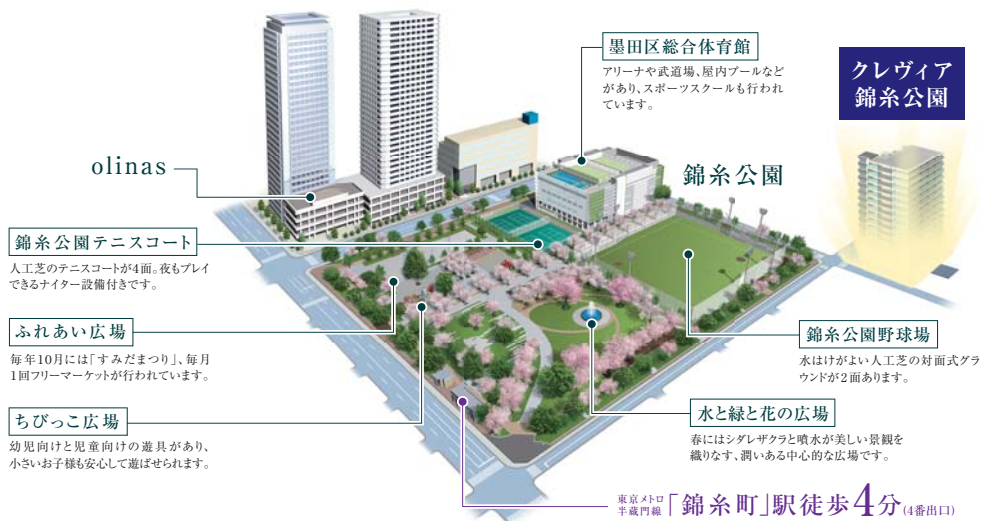 墨田区総合体育館
アリーナや武道場、屋内プールなど
があり、スポーツスクールも行われ
ています。
クレヴィア
錦糸公園
olinas
錦糸公園
錦糸公園テニスコート
人工芝のテニスコートが4面。夜もプレイ
できるナイター設備付きです。
ふれあい広場
毎年10月には「すみだまつり」、毎月
1回フリーマーケットが行われています。
ちびっこ広場
幼児向けと児童向けの遊具があり、
小さいお子様も安心して遊ばせられます。
錦糸公園野球場
水はけがよい人工芝の対面式グラ
ウンドが2面あります。
水と緑と花の広場
春にはシダレザクラと噴水が美しい景観を
織りなす、潤いある中心的な広場です。
東京メトロ
半蔵門線「錦糸町」駅徒歩4分(4番出口)